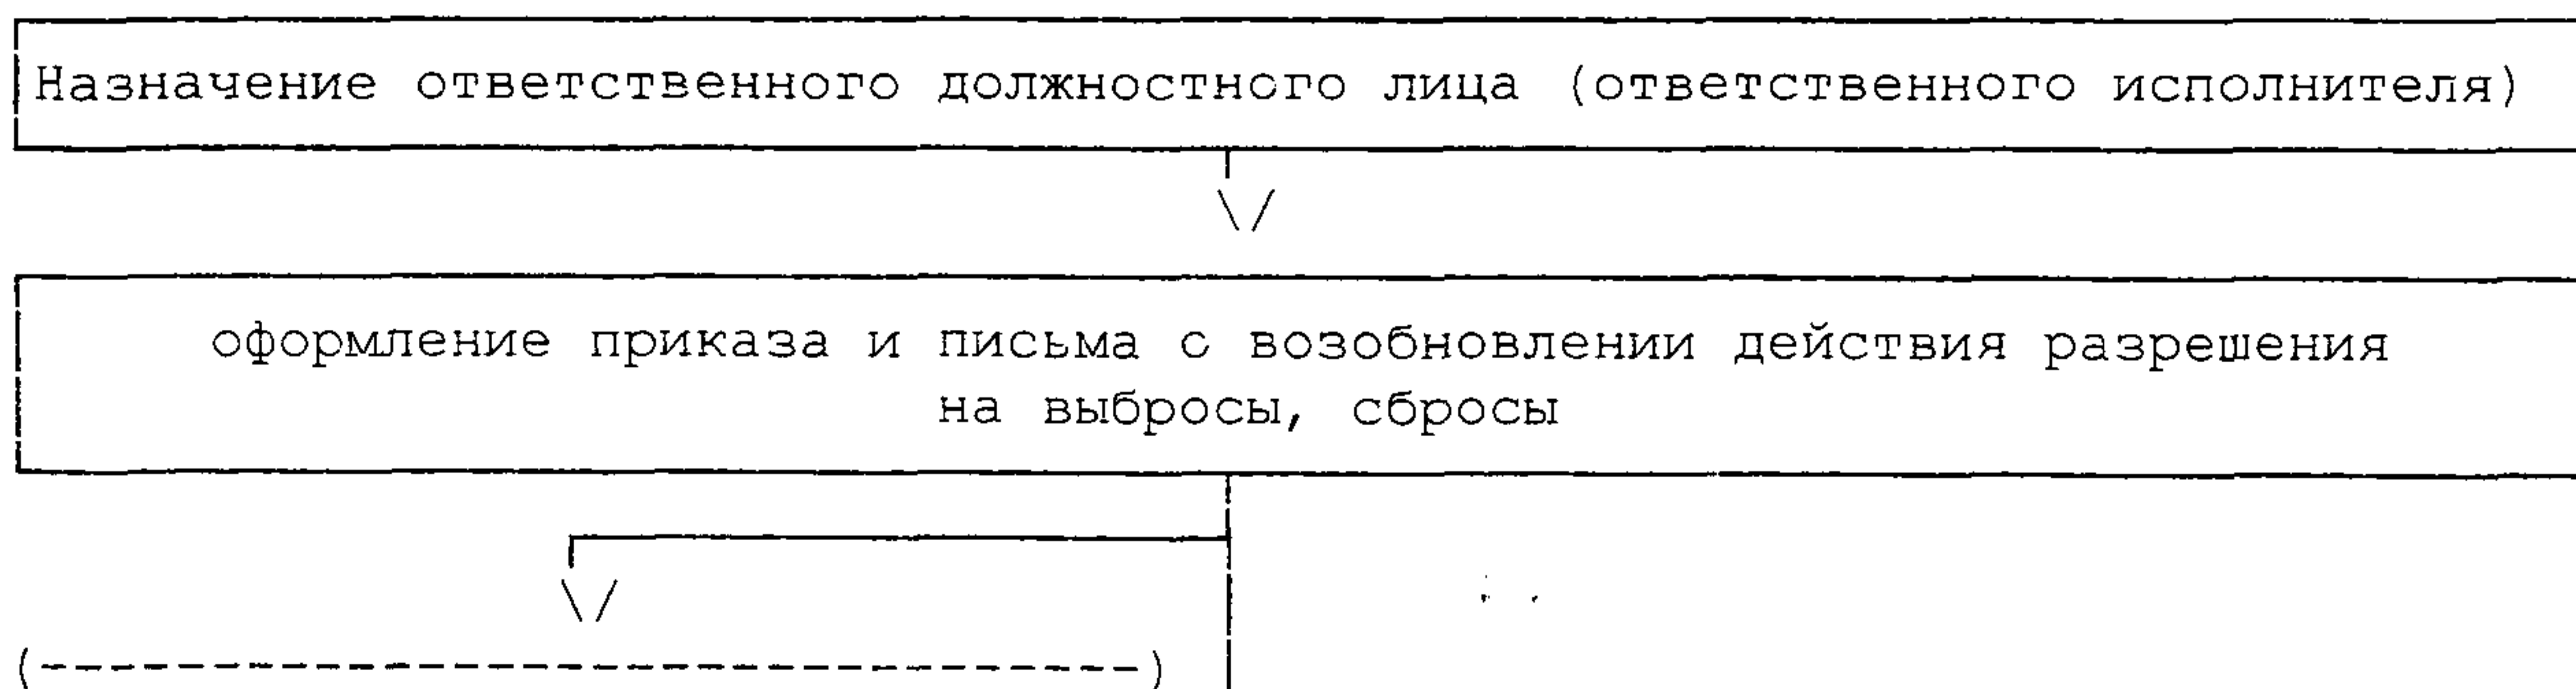 Назначение ответственного должностного лица (ответственного исполнителя)
оформление приказа и письма о возобновлении действия разрешения
на выбросы, сбросы